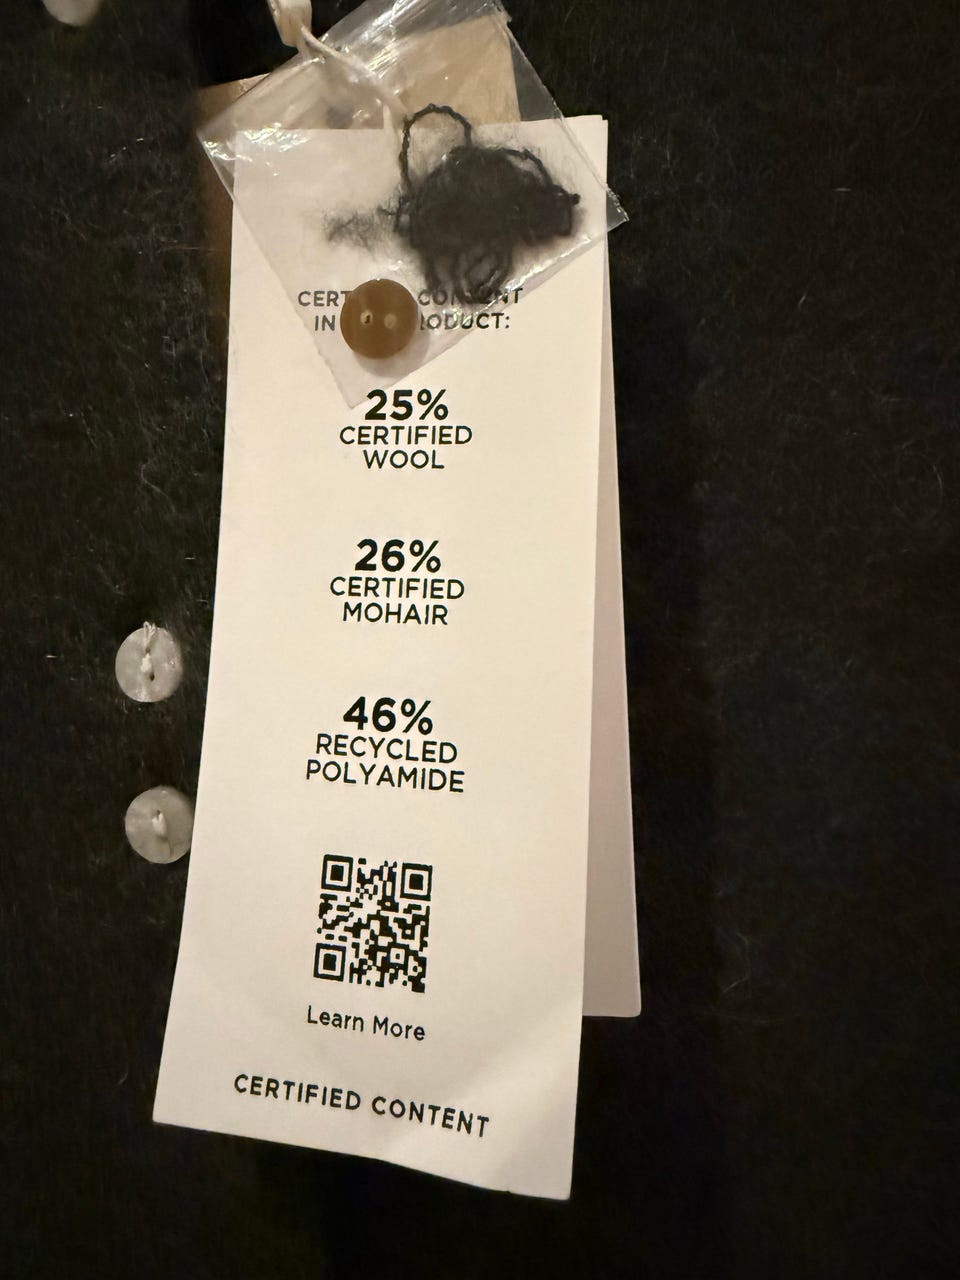 IN
25%
CERTIFIED
WOOL
26%
CERTIFIED
MOHAIR
46%
RECYCLED
POLYAMIDE
Learn More
CERTIFIED CONTENT